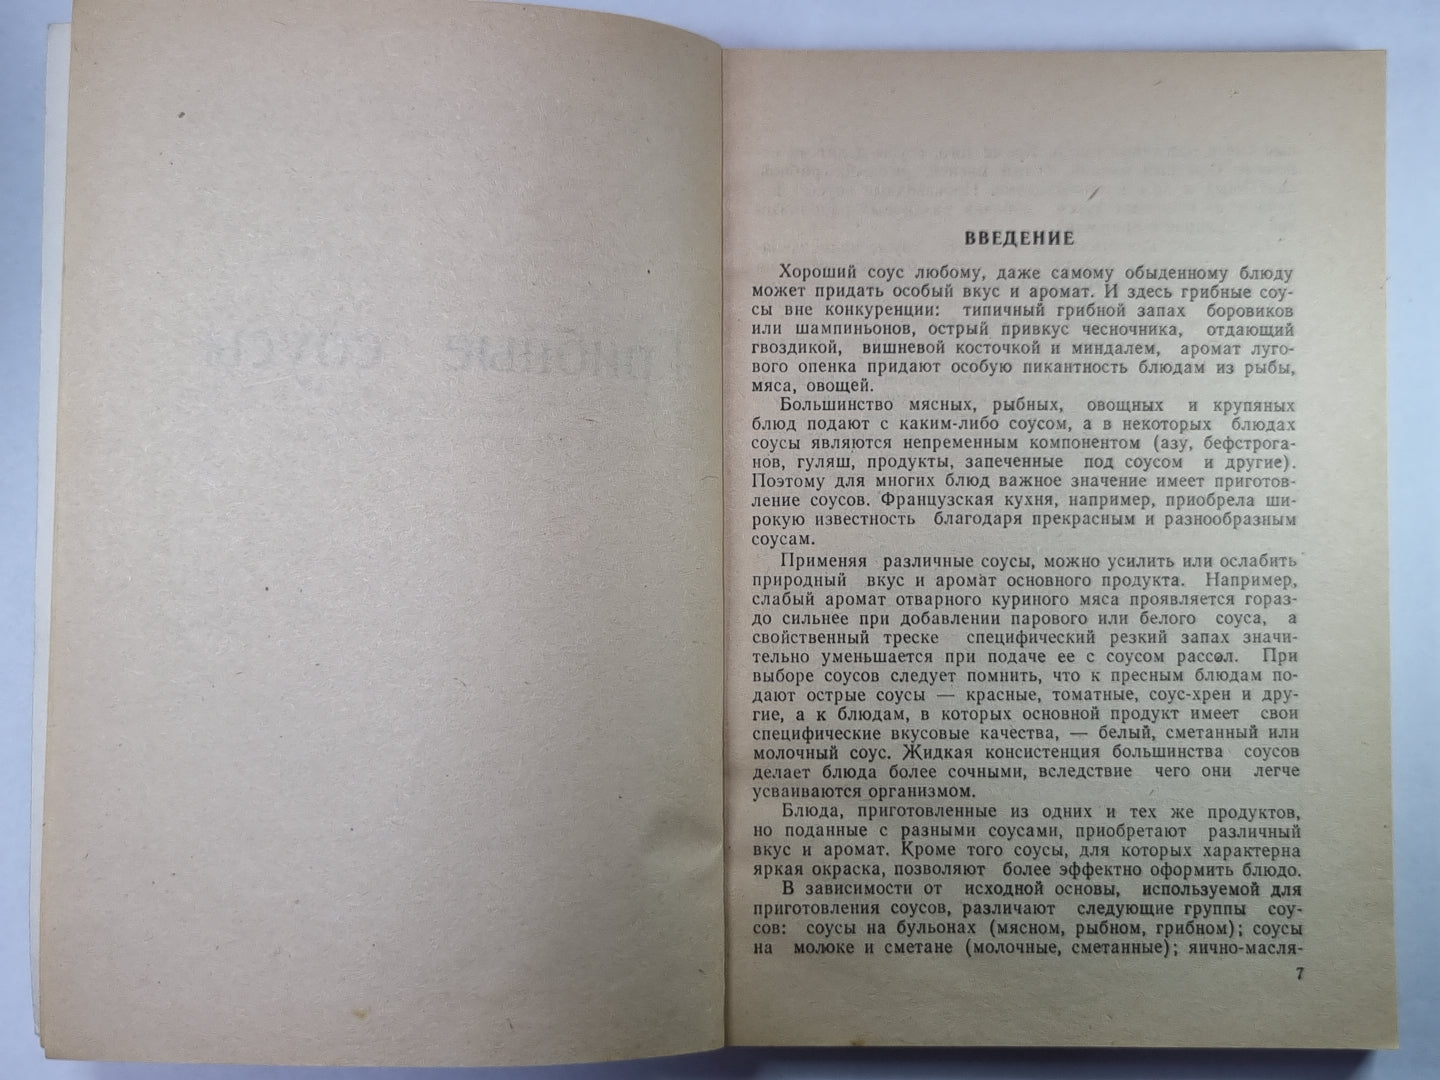 ВВЕДЕНИЕ
Хороший соус любому, даже самому обыденному блюду
может придать особый вкус и аромат. И здесь грибные соу-
сы вне конкуренции: типичный грибной запах боровиков
или шампиньонов, острый привкус чесночника, отдающий
гвоздикой, вишневой косточкой и миндалем, аромат луго-
вого опенка придают особую пикантность блюдам из рыбы,
мяса, овощей.
Большинство мясных, рыбных, овощных и крупяных
блюд подают с каким-либо соусом, а в некоторых блюдах
соусы являются непременным компонентом (азу, бефстрога-
нов, гуляш, продукты, запеченные под соусом и другие).
Поэтому для многих блюд важное значение имеет приготов-
ление соусов. Французская кухня, например, приобрела ши-
рокую известность благодаря прекрасным и разнообразным
соусам.
Применяя различные соусы, можно усилить или ослабить
природный вкус и аромат основного продукта. Например,
слабый аромат отварного куриного мяса проявляется гораз-
до сильнее при добавлении парового или белого соуса, а
свойственный треске специфический резкий запах значи-
тельно уменьшается при подаче ее с соусом рассол. При
выборе соусов следует помнить, что к пресным блюдам по-
дают острые соусы — красные, томатные, соус-хрен и дру-
гие, а к блюдам, в которых основной продукт имеет свои
специфические вкусовые качества, — белый, сметанный или
молочный соус. Жидкая консистенция большинства соусов
делает блюда более сочными, вследствие чего они легче
усваиваются организмом.
Блюда, приготовленные из одних и тех же продуктов,
но поданные с разными соусами, приобретают различный
вкус и аромат. Кроме того соусы, для которых характерна
яркая окраска, позволяют более эффектно оформить блюдо.
В зависимости от исходной основы, используемой для
приготовления соусов, различают следующие группы соу-
сов: соусы на бульонах (мясном, рыбном, грибном); соусы
на молоке и сметане (молочные, сметанные); яично-масля-
7